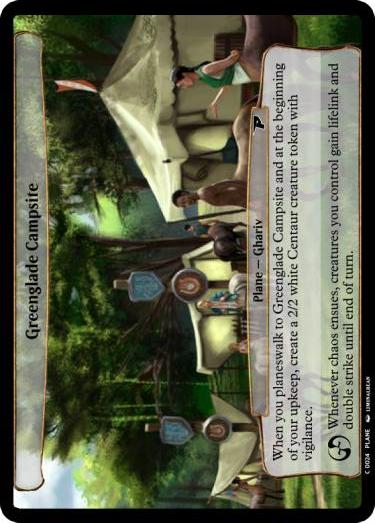 Greenglade Campsite
Plane — Ghariv
When you planeswalk to Greenglade Campsite and at the beginning
of your upkeep, create a 2/2 white Centaur creature token with
vigilance.
Whenever chaos ensues, creatures you control gain lifelink and
double strike until end of turn.
C 0024 PLANE LIMINALBEAN